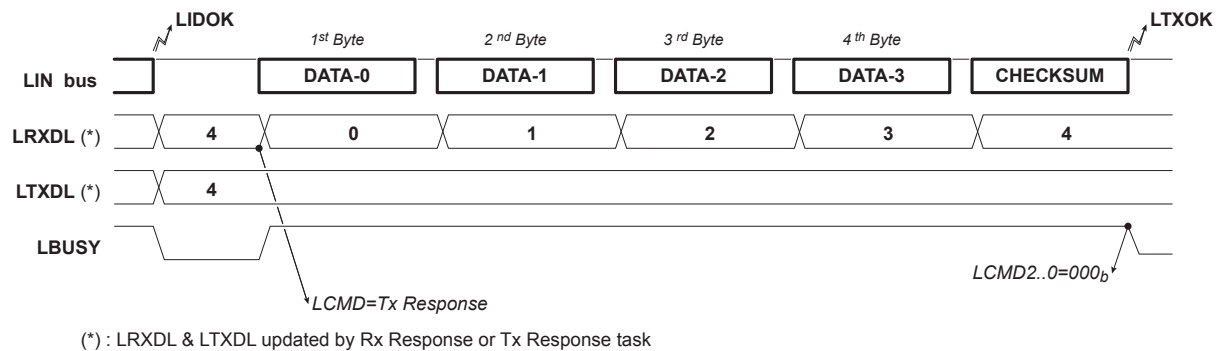 LIDOK
LTXOK
1st Byte 2nd Byte 3rd Byte 4th Byte
LIN bus DATA-0 DATA-1 DATA-2 DATA-3 CHECKSUM
LRXDL (*) 4 0 1 2 3 4
LTXDL (*) 4
LBUSY
LCMD2..0=000b
LCMD=Tx Response
(*) : LRXDL & LTXDL updated by Rx Response or Tx Response task